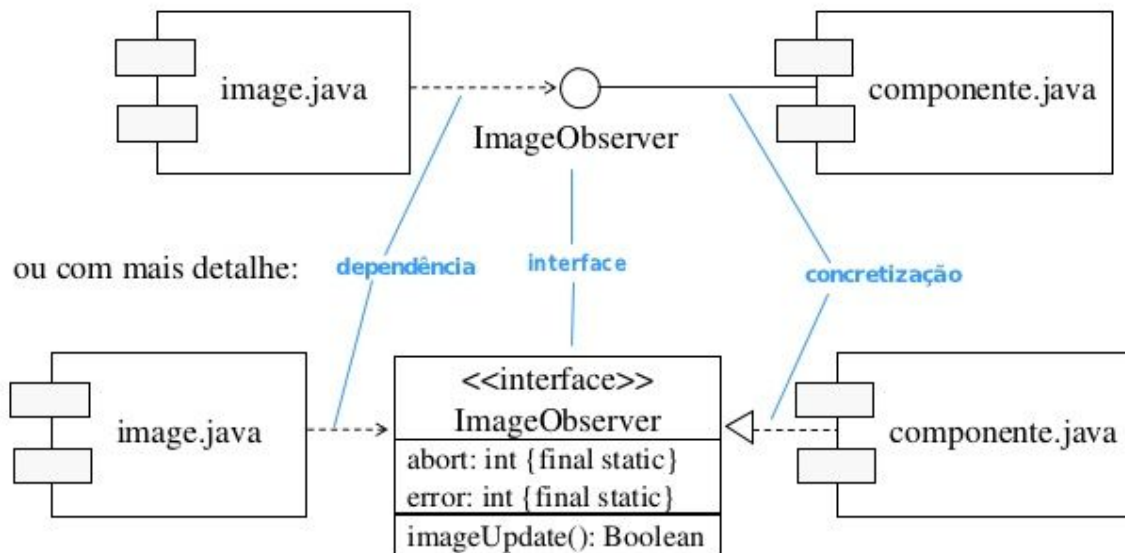 image.java
componente.java
ImageObserver
ou com mais detalhe:
dependência
interface
concretização
<<interface>>
ImageObserver
image.java
componente.java
abort: int {final static}
error: int {final static}
imageUpdate(): Boolean